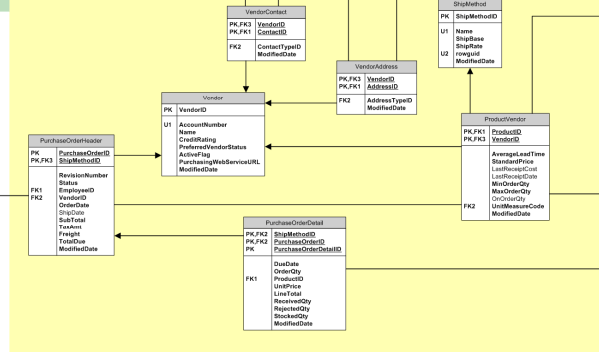 VendorContact
PK,FK3 VendorID
PK,FK1 ContactID
FK2 ContactTypeID
ModifiedDate
ShipMethod
PK ShipMethodID
U1 Name
ShipBase
ShipRate
U2 rowguid
ModifiedDate
VendorAddress
PK,FK3 VendorID
PK,FK1 AddressID
FK2 AddressTypeID
ModifiedDate
Vendor
PK VendorID
U1 AccountNumber
Name
CreditRating
PreferredVendorStatus
ActiveFlag
PurchasingWebServiceURL
ModifiedDate
ProductVendor
PK,FK1 ProductID
PK,FK3 VendorID
AverageLeadTime
StandardPrice
LastReceiptCost
LastReceiptDate
MinOrderQty
MaxOrderQty
OnOrderQty
FK2 UnitMeasureCode
ModifiedDate
PurchaseOrderHeader
PK PurchaseOrderID
PK,FK3 ShipMethodID
RevisionNumber
Status
FK1 EmployeeID
FK2 VendorID
OrderDate
ShipDate
SubTotal
TaxAmt
Freight
TotalDue
ModifiedDate
PurchaseOrderDetail
PK,FK2 ShipMethodID
PK,FK2 PurchaseOrderID
PK PurchaseOrderDetailID
DueDate
OrderQty
FK1 ProductID
UnitPrice
LineTotal
ReceivedQty
RejectedQty
StockedQty
ModifiedDate